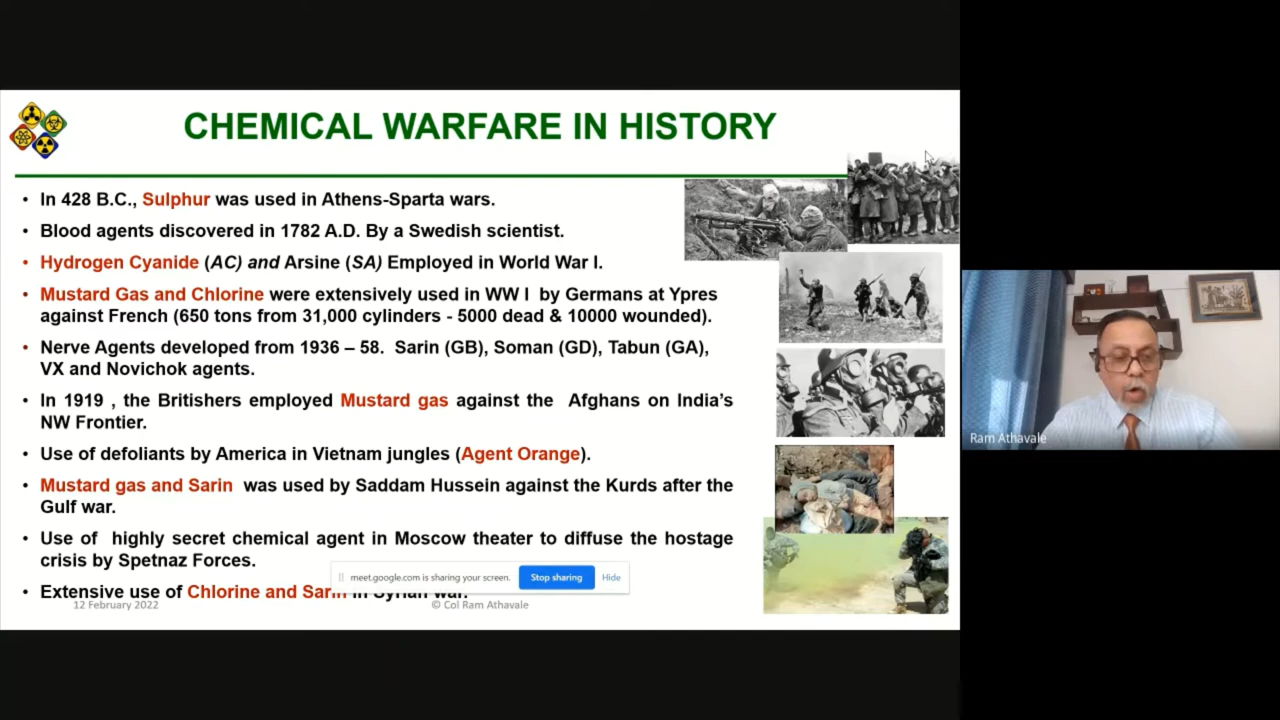 CHEMICAL WARFARE IN HISTORY
• In 428 B.C., Sulphur was used in Athens-Sparta wars.
• Blood agents discovered in 1782 A.D. By a Swedish scientist.
• Hydrogen Cyanide (AC) and Arsine (SA) Employed in World War I.
• Mustard Gas and Chlorine were extensively used in WW I by Germans at Ypres
against French (650 tons from 31,000 cylinders - 5000 dead & 10000 wounded).
• Nerve Agents developed from 1936 – 58. Sarin (GB), Soman (GD), Tabun (GA),
VX and Novichok agents.
• In 1919 , the Britishers employed Mustard gas against the Afghans on India's
NW Frontier.
• Use of defoliants by America in Vietnam jungles (Agent Orange).
• Mustard gas and Sarin was used by Saddam Hussein against the Kurds after the
Gulf war.
• Use of highly secret chemical agent in Moscow theater to diffuse the hostage
crisis by Spetnaz Forces.
• Extensive use of Chlorine and Sarin in Syrian war.
meet.google.com is sharing your screen. Stop sharing Hide
12 February 2022 © Col Ram Athavale
Ram Athavale